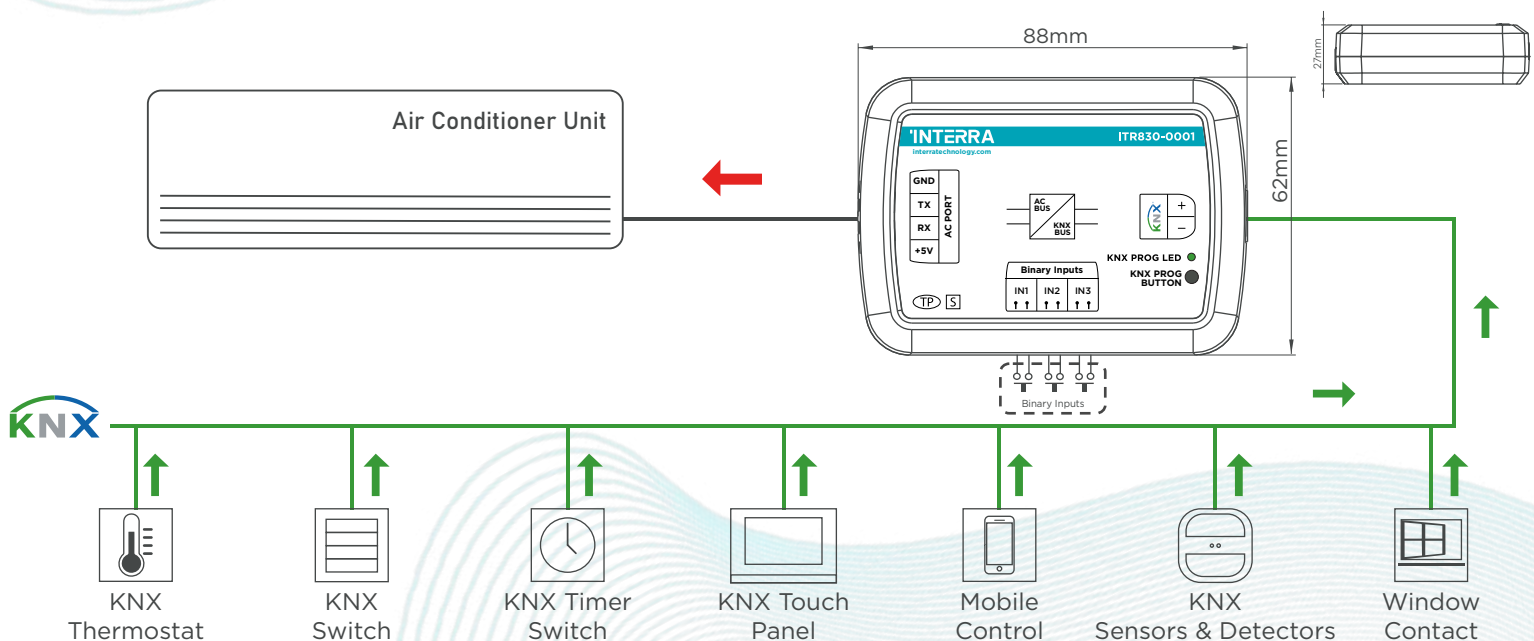 88mm
27mm
Air Conditioner Unit
INTERRA
ITR830-0001
interratechnology.com
62mm
GND
TX
RX
+5V
AC PORT
AC
BUS
KNX
BUS
KNX
+
−
KNX PROG LED
KNX PROG
BUTTON
Binary Inputs
IN1 IN2 IN3
TP S
Binary Inputs
KNX
KNX
Thermostat
KNX
Switch
KNX Timer
Switch
KNX Touch
Panel
Mobile
Control
KNX
Sensors & Detectors
Window
Contact